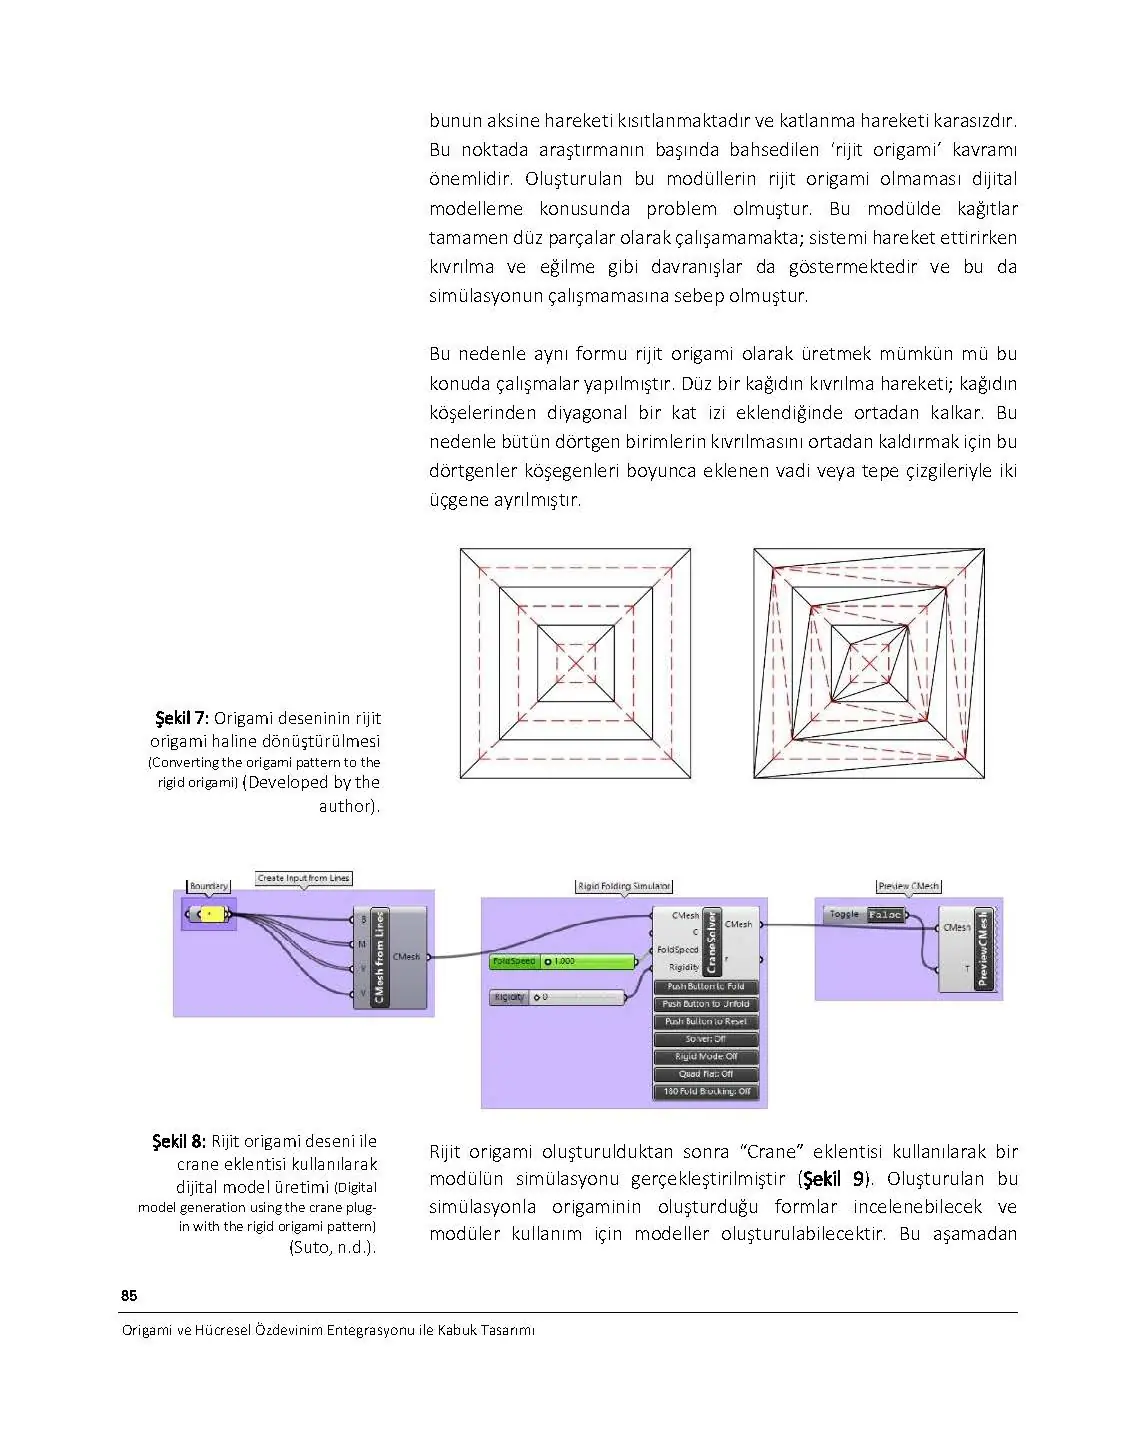 bunun aksine hareketi kısıtlanmaktadır ve katlanma hareketi karasızdır.
Bu noktada araştırmanın başında bahsedilen ‘rijit origami’ kavramı
önemlidir. Oluşturulan bu modüllerin rijit origami olmaması dijital
modelleme konusunda problem olmuştur. Bu modülde kağıtlar
tamamen düz parçalar olarak çalışamamakta; sistemi hareket ettirirken
kıvrılma ve eğilme gibi davranışlar da göstermektedir ve bu da
simülasyonun çalışmamasına sebep olmuştur.
Bu nedenle aynı formu rijit origami olarak üretmek mümkün mü bu
konuda çalışmalar yapılmıştır. Düz bir kağıdın kıvrılma hareketi; kağıdın
köşelerinden diyagonal bir kat izi eklendiğinde ortadan kalkar. Bu
nedenle bütün dörtgen birimlerin kıvrılmasını ortadan kaldırmak için bu
dörtgenler köşegenleri boyunca eklenen vadi veya tepe çizgileriyle iki
üçgene ayrılmıştır.
Şekil 7: Origami deseninin rijit
origami haline dönüştürülmesi
(Converting the origami pattern to the
rigid origami) (Developed by the
author).
Boundary
Create Input from Lines
B
M
V
V
CMesh from Lines
CMesh
Rigid Folding Simulator
FoldSpeed 1.000
Rigidity 0
CMesh
C
FoldSpeed
Rigidity
CraneSolver
CMesh
r
Push Button to Fold
Push Button to Unfold
Push Button to Reset
Solver: Off
Rigid Mode: Off
Quad Flat: Off
180 Fold Brocking: Off
Preview CMesh
Toggle False
CMesh
T
PreviewCMesh
Şekil 8: Rijit origami deseni ile
crane eklentisi kullanılarak
dijital model üretimi (Digital
model generation using the crane plug-
in with the rigid origami pattern)
(Suto, n.d.).
Rijit origami oluşturulduktan sonra “Crane” eklentisi kullanılarak bir
modülün simülasyonu gerçekleştirilmiştir (Şekil 9). Oluşturulan bu
simülasyonla origaminin oluşturduğu formlar incelenebilecek ve
modüler kullanım için modeller oluşturulabilecektir. Bu aşamadan
85
Origami ve Hücresel Özdevinim Entegrasyonu ile Kabuk Tasarımı